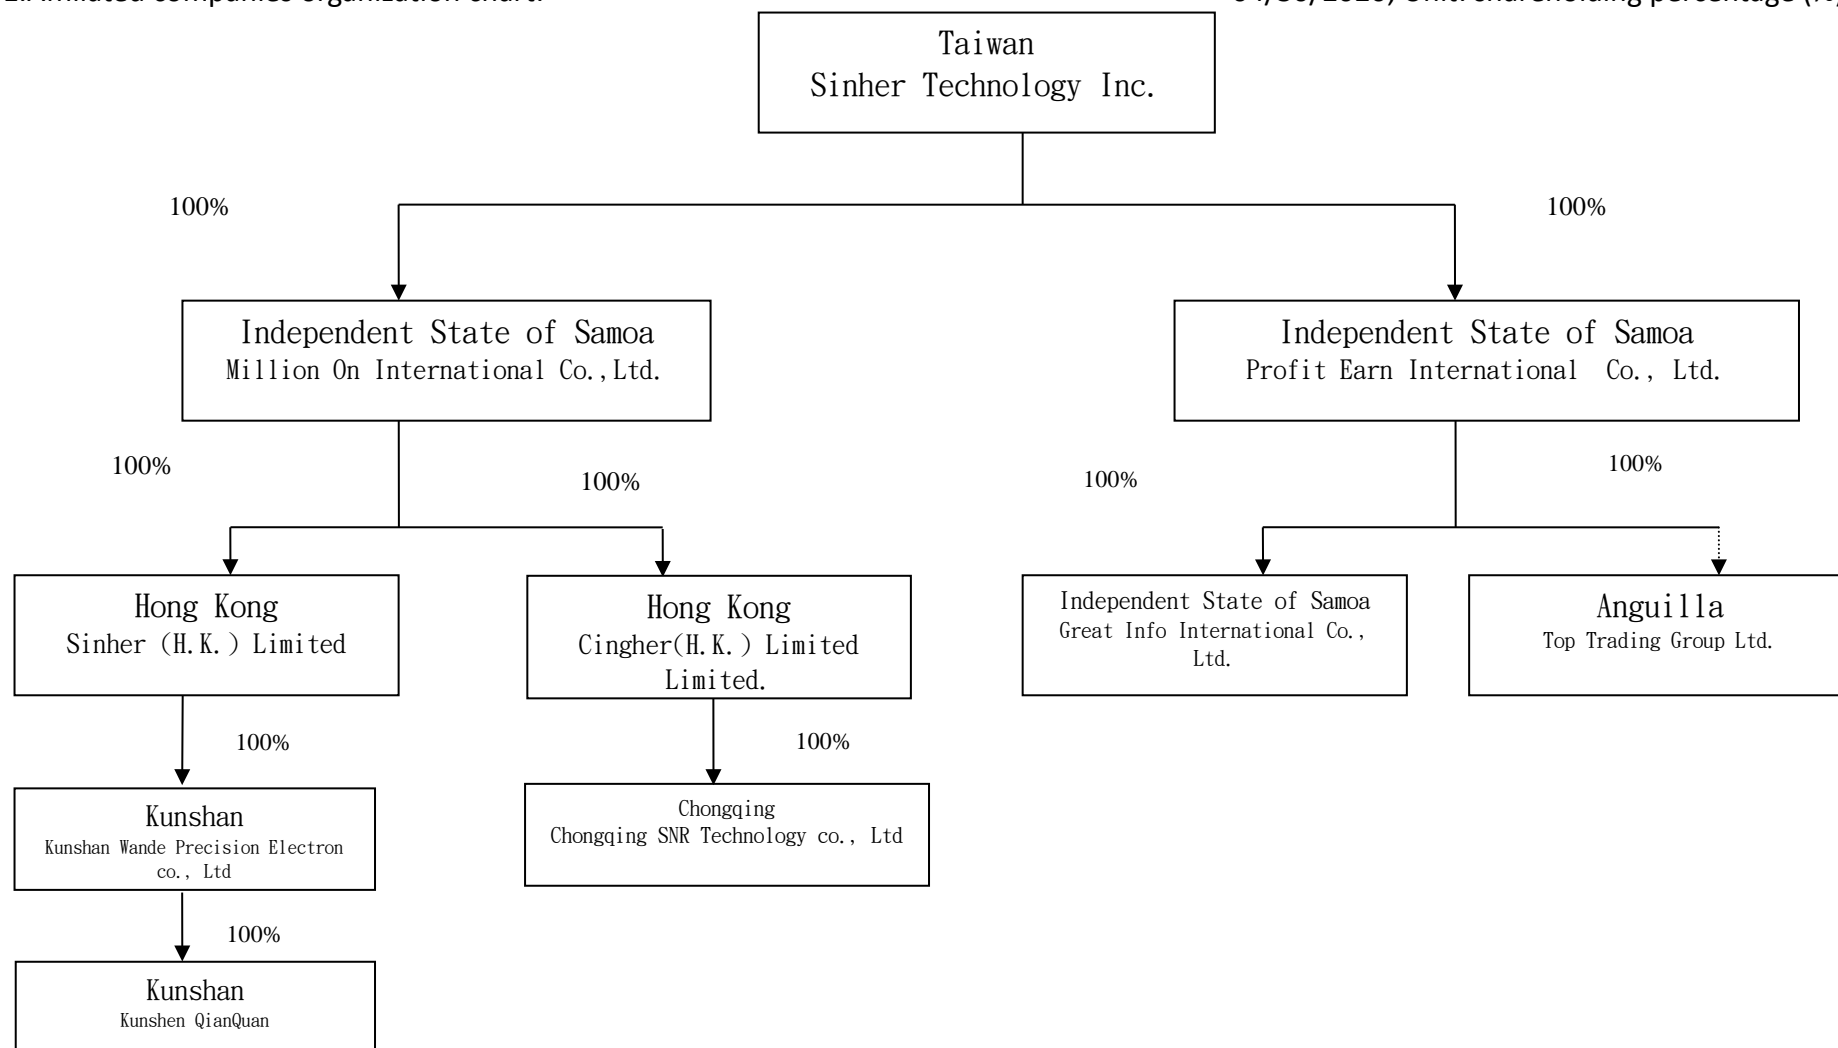 Taiwan
Sinher Technology Inc.
100%
100%
Independent State of Samoa
Million On International Co.,Ltd.
Independent State of Samoa
Profit Earn International Co., Ltd.
100%
100%
100%
100%
Hong Kong
Sinher (H.K.) Limited
Hong Kong
Cingher(H.K.) Limited
Limited.
Independent State of Samoa
Great Info International Co.,
Ltd.
Anguilla
Top Trading Group Ltd.
100%
100%
Kunshan
Kunshan Wande Precision Electron
co., Ltd
Chongqing
Chongqing SNR Technology co., Ltd
100%
Kunshan
Kunshen QianQuan